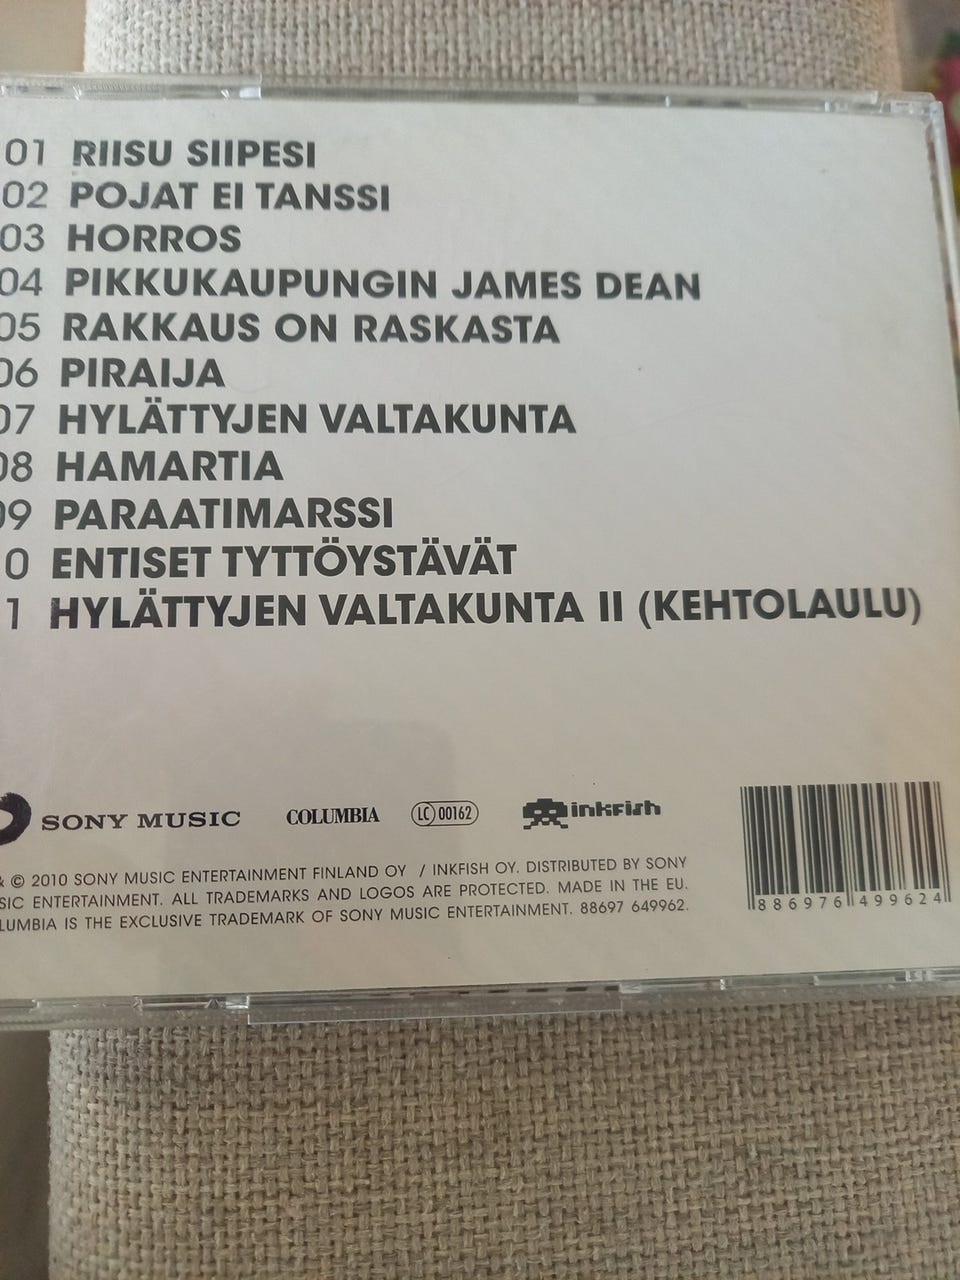 01 RIISU SIIPESI
02 POJAT EI TANSSI
03 HORROS
04 PIKKUKAUPUNGIN JAMES DEAN
05 RAKKAUS ON RASKASTA
06 PIRAIJA
07 HYLÄTTYJEN VALTAKUNTA
08 HAMARTIA
09 PARAATIMARSSI
0 ENTISET TYTTÖYSTÄVÄT
1 HYLÄTTYJEN VALTAKUNTA II (KEHTOLAULU)
SONY MUSIC COLUMBIA LC 00162 inkfish
& © 2010 SONY MUSIC ENTERTAINMENT FINLAND OY / INKFISH OY. DISTRIBUTED BY SONY
SIC ENTERTAINMENT. ALL TRADEMARKS AND LOGOS ARE PROTECTED. MADE IN THE EU.
LUMBIA IS THE EXCLUSIVE TRADEMARK OF SONY MUSIC ENTERTAINMENT. 88697 649962.
886976499624